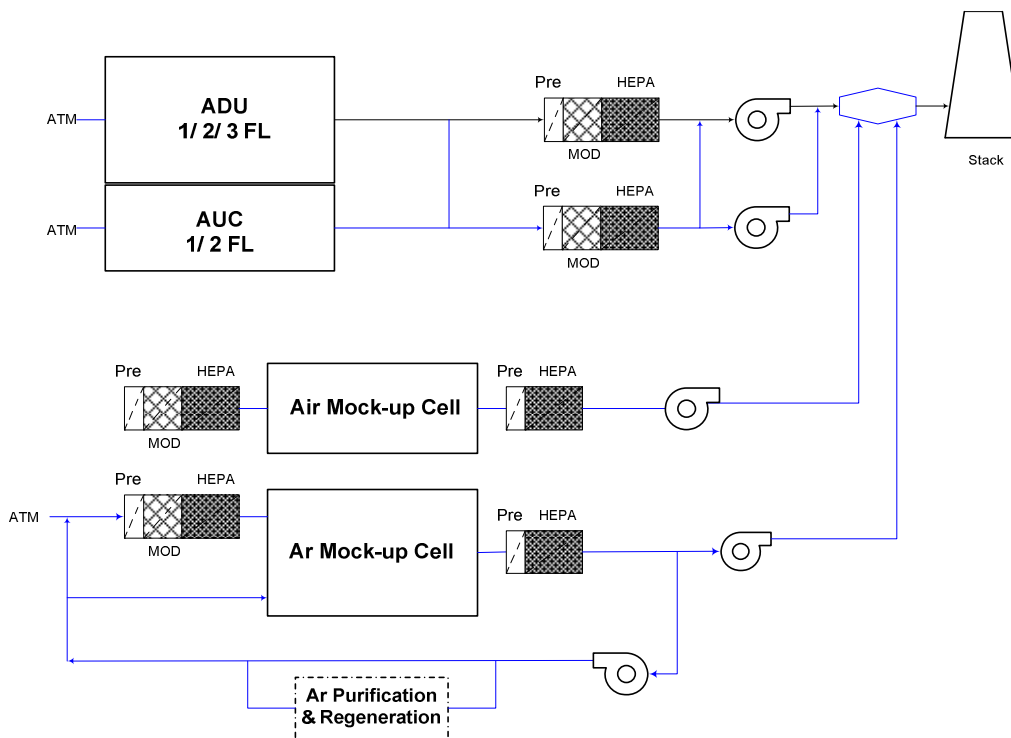 Pre
HEPA
ATM
ADU
1/ 2/ 3 FL
MOD
Stack
Pre
HEPA
ATM
AUC
1/ 2 FL
MOD
Pre
HEPA
Pre
HEPA
Air Mock-up Cell
MOD
Pre
HEPA
ATM
Pre
HEPA
MOD
Ar Mock-up Cell
Ar Purification
& Regeneration